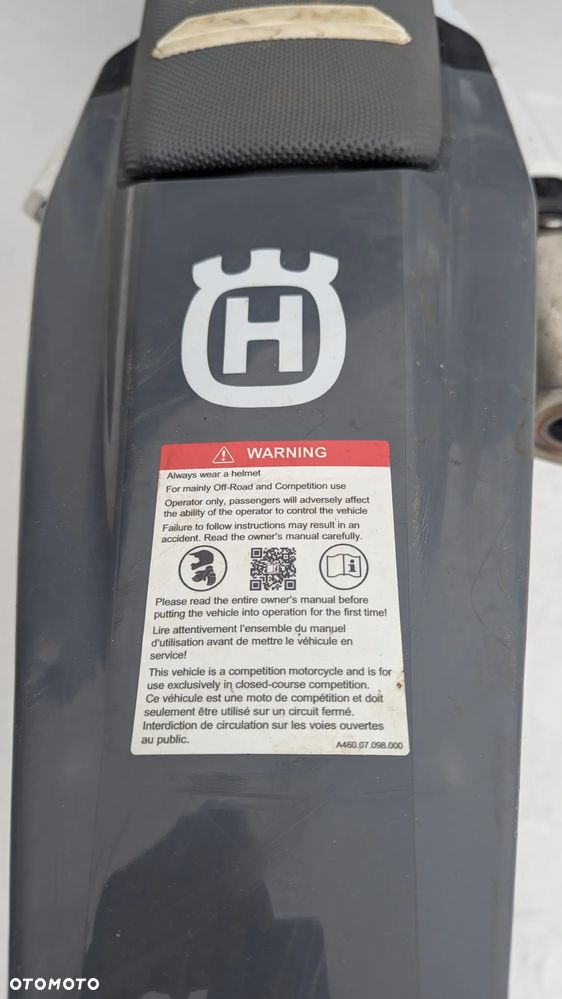 H
WARNING
Always wear a helmet
For mainly Off-Road and Competition use
Operator only, passengers will adversely affect
the ability of the operator to control the vehicle
Failure to follow instructions may result in an
accident. Read the owner's manual carefully.
Please read the entire owner's manual before
putting the vehicle into operation for the first time!
Lire attentivement l'ensemble du manuel
d'utilisation avant de mettre le véhicule en
service!
This vehicle is a competition motorcycle and is for
use exclusively in closed-course competition.
Ce véhicule est une moto de compétition et doit
seulement être utilisé sur un circuit fermé.
Interdiction de circulation sur les voies ouvertes
au public.
A460.07.098.000
OTOMOTO